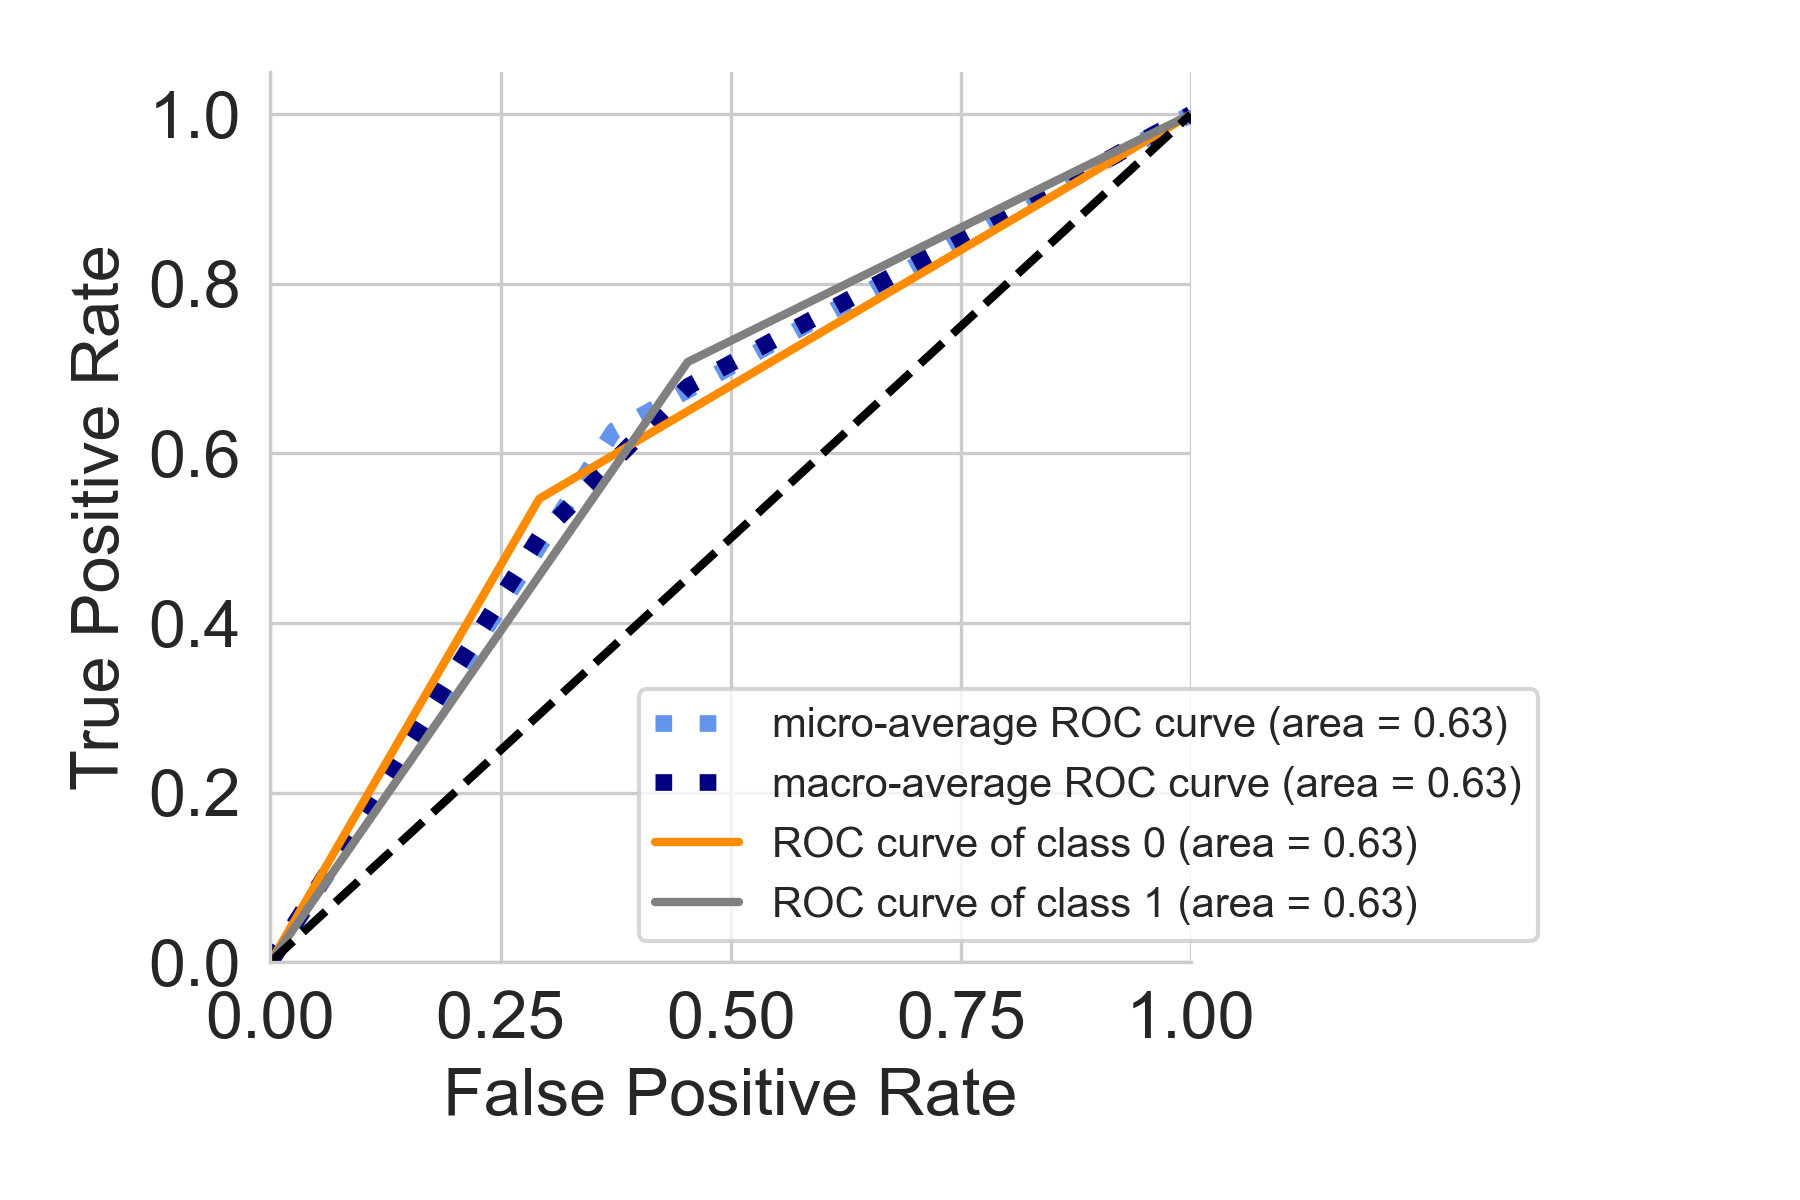 True Positive Rate
1.0
0.8
0.6
0.4
0.2
0.0
micro-average ROC curve (area = 0.63)
macro-average ROC curve (area = 0.63)
ROC curve of class 0 (area = 0.63)
ROC curve of class 1 (area = 0.63)
0.00 0.25 0.50 0.75 1.00
False Positive Rate